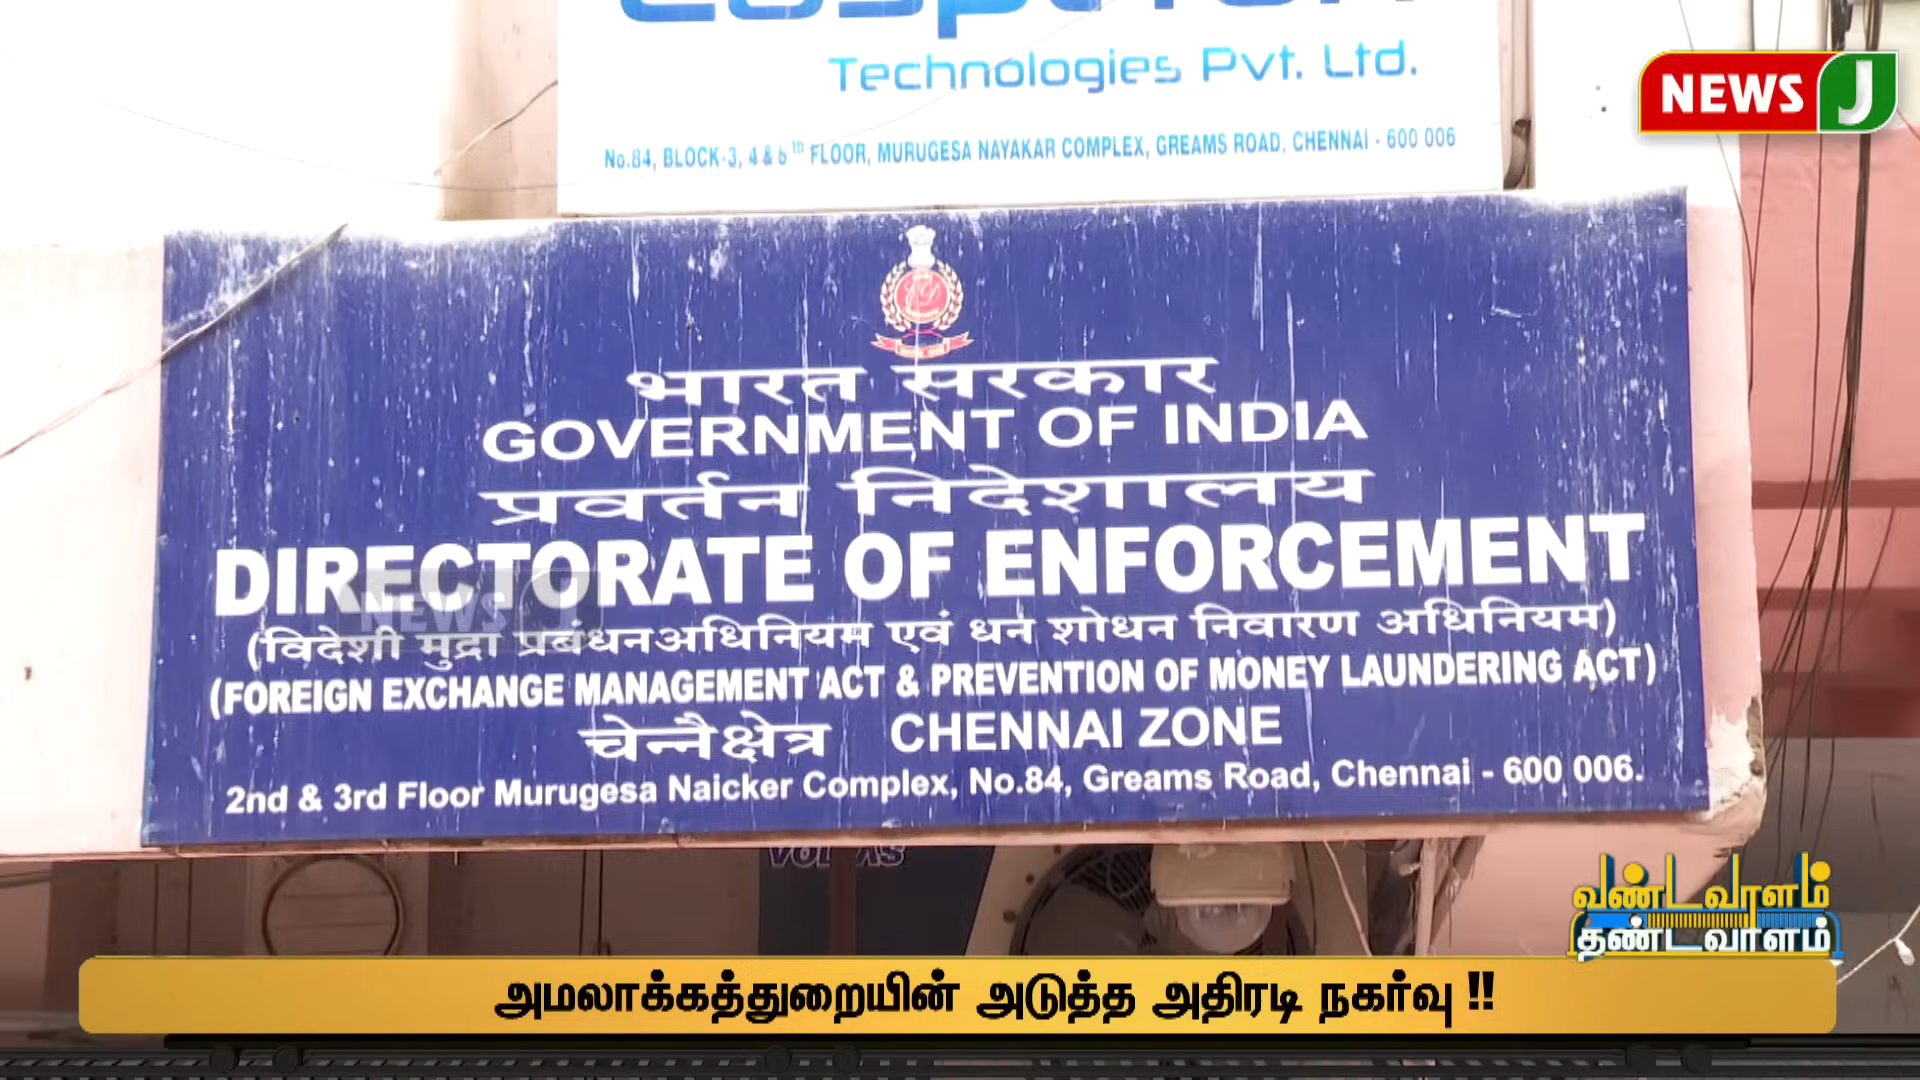 Technologies Pvt. Ltd.
No.84, BLOCK-3, 4 & 5th FLOOR, MURUGESA NAYAKAR COMPLEX, GREAMS ROAD, CHENNAI - 600 006
NEWS J
भारत सरकार
GOVERNMENT OF INDIA
प्रवर्तन निदेशालय
DIRECTORATE OF ENFORCEMENT
NEWS J
(विदेशी मुद्रा प्रबंधनअधिनियम एवं धन शोधन निवारण अधिनियम)
(FOREIGN EXCHANGE MANAGEMENT ACT & PREVENTION OF MONEY LAUNDERING ACT)
चेन्नैक्षेत्र CHENNAI ZONE
2nd & 3rd Floor Murugesa Naicker Complex, No.84, Greams Road, Chennai - 600 006.
VOLTAS
வண்டவாளம்
தண்டவாளம்
அமலாக்கத்துறையின் அடுத்த அதிரடி நகர்வு !!